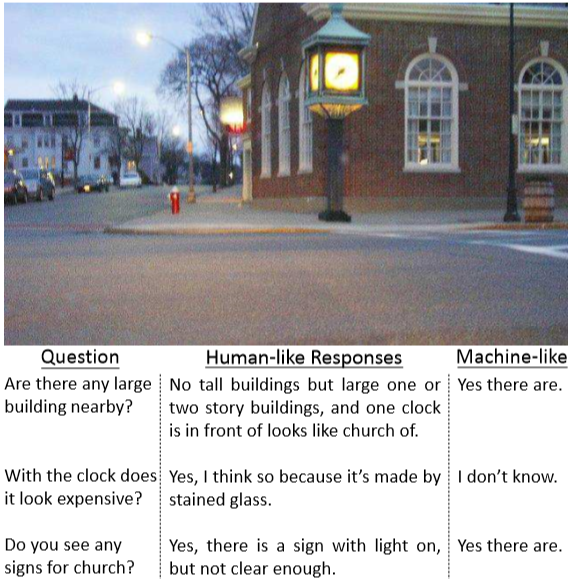 Question Human-like Responses Machine-like
Are there any large No tall buildings but large one or Yes there are.
building nearby? two story buildings, and one clock
is in front of looks like church of.
With the clock does Yes, I think so because it’s made by I don’t know.
it look expensive? stained glass.
Do you see any Yes, there is a sign with light on, Yes there are.
signs for church? but not clear enough.